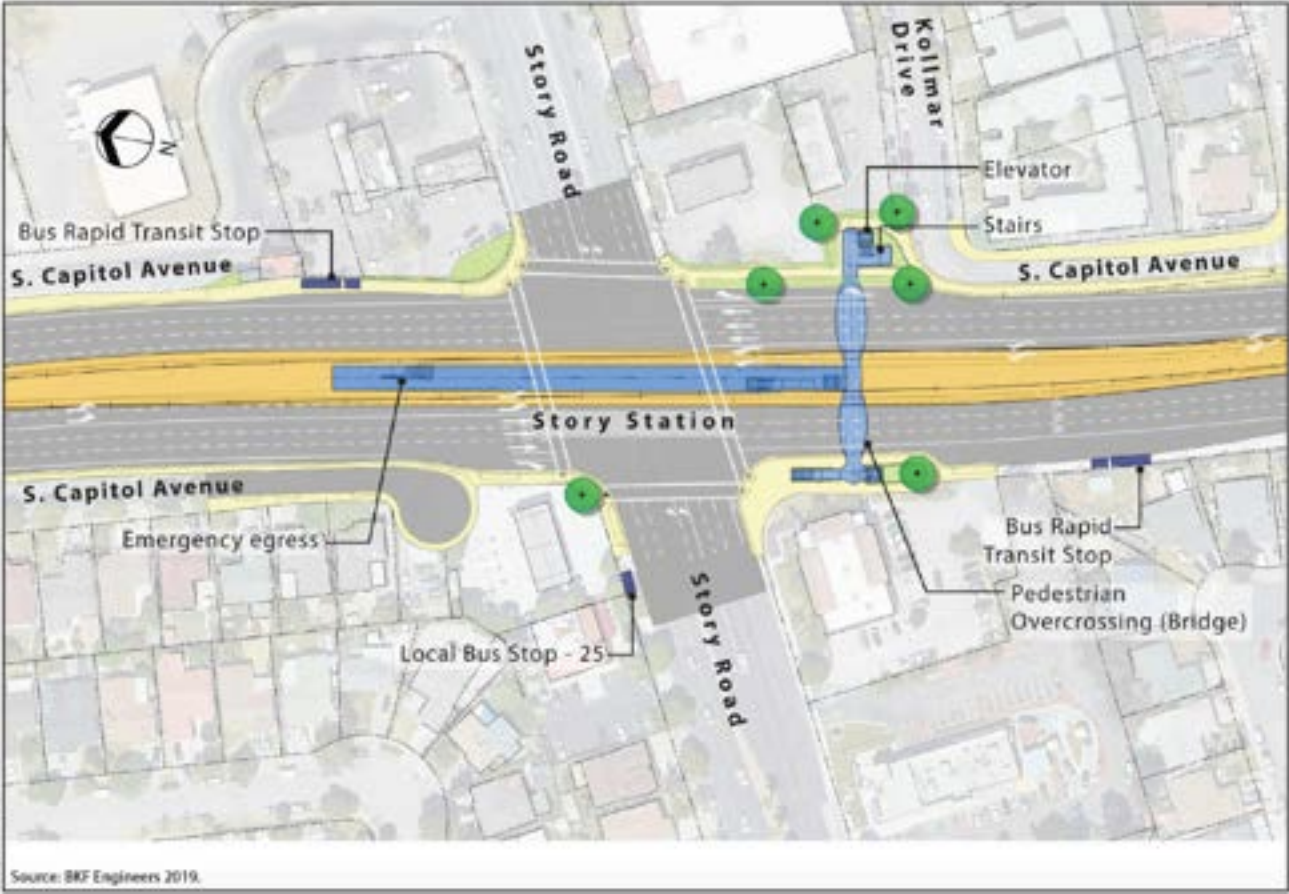 Story Road
Kollmar
Drive
N
Elevator
Bus Rapid Transit Stop
Stairs
S. Capitol Avenue
S. Capitol Avenue
Story Station
S. Capitol Avenue
Emergency egress
Bus Rapid
Transit Stop
Pedestrian
Overcrossing (Bridge)
Local Bus Stop - 25
Story Road
Source: BKF Engineers 2019.